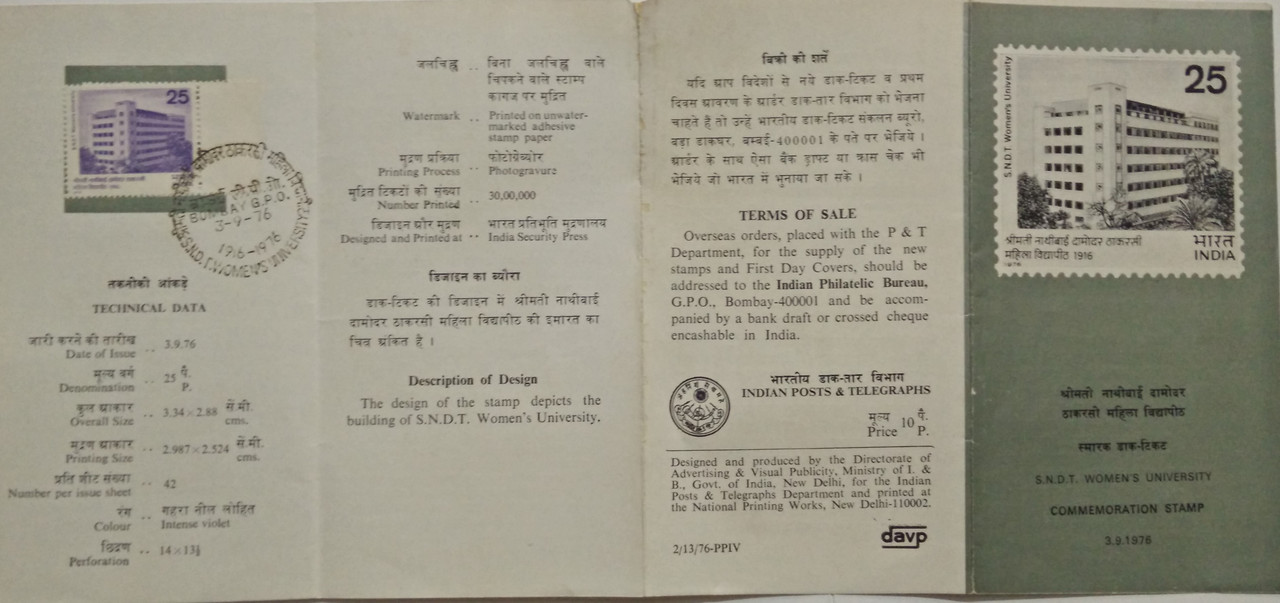 25
BOMBAY G.P.O.
3-9-76
1916-1976
S.N.D.T. WOMEN'S UNIVERSITY
तकनीकी आंकड़े
TECHNICAL DATA
जारी करने की तारीख
Date of Issue .. 3.9.76
मूल्य वर्ग .. 25 पै.
Denomination P.
कुल आकार .. 3.34×2.88 सें.मी.
Overall Size cms.
मुद्रण आकार .. 2.987×2.524 सें.मी.
Printing Size cms.
प्रति शीट संख्या .. 42
Number per issue sheet
रंग .. गहरा नील लोहित
Colour Intense violet
छिद्रण .. 14×13½
Perforation
जलचिह्न .. बिना जलचिह्न वाले
चिपकने वाले स्टाम्प
कागज पर मुद्रित
Watermark .. Printed on unwater-
marked adhesive
stamp paper
मुद्रण प्रक्रिया .. फोटोग्रेव्योर
Printing Process Photogravure
मुद्रित टिकटों की संख्या .. 30,00,000
Number Printed
डिजाइन और मुद्रण .. भारत प्रतिभूति मुद्रणालय
Designed and Printed at India Security Press
डिजाइन का ब्यौरा
डाक-टिकट की डिजाइन में श्रीमती नाथीबाई
दामोदर ठाकरसी महिला विद्यापीठ की इमारत का
चित्र अंकित है ।
Description of Design
The design of the stamp depicts the
building of S.N.D.T. Women's University.
बिक्री की शर्तें
यदि आप विदेशों से नये डाक-टिकट व प्रथम
दिवस आवरण के आर्डर डाक-तार विभाग को भेजना
चाहते हैं तो उन्हें भारतीय डाक-टिकट संकलन ब्यूरो,
बड़ा डाकघर, बम्बई-400001 के पते पर भेजिये ।
आर्डर के साथ ऐसा बैंक ड्राफ्ट या क्रास चेक भी
भेजिये जो भारत में भुनाया जा सके ।
TERMS OF SALE
Overseas orders, placed with the P & T
Department, for the supply of the new
stamps and First Day Covers, should be
addressed to the Indian Philatelic Bureau,
G.P.O., Bombay-400001 and be accom-
panied by a bank draft or crossed cheque
encashable in India.
भारतीय डाक-तार विभाग
INDIAN POSTS & TELEGRAPHS
मूल्य 10 पै.
Price P.
Designed and produced by the Directorate of
Advertising & Visual Publicity, Ministry of I. &
B., Govt. of India, New Delhi, for the Indian
Posts & Telegraphs Department and printed at
the National Printing Works, New Delhi-110002.
davp
2/13/76-PPIV
S.N.D.T. Women's University
25
श्रीमती नाथीबाई दामोदर ठाकरसी
महिला विद्यापीठ 1916
1976
भारत
INDIA
श्रीमती नाथीबाई दामोदर
ठाकरसी महिला विद्यापीठ
स्मारक डाक-टिकट
S.N.D.T. WOMEN'S UNIVERSITY
COMMEMORATION STAMP
3.9.1976